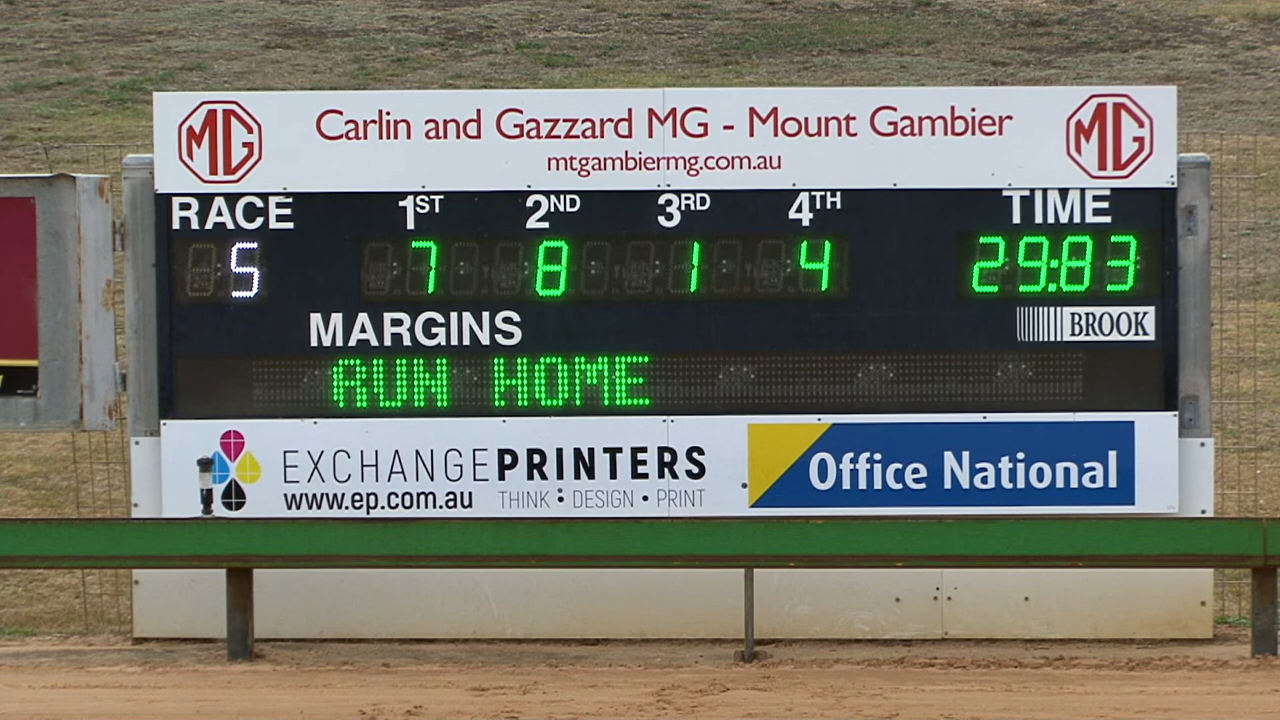 MG
Carlin and Gazzard MG - Mount Gambier
mtgambiermg.com.au
MG
RACE 1ST 2ND 3RD 4TH TIME
5 7 8 1 4 29:83
MARGINS
BROOK
RUN HOME
EXCHANGEPRINTERS
www.ep.com.au THINK : DESIGN • PRINT
Office National